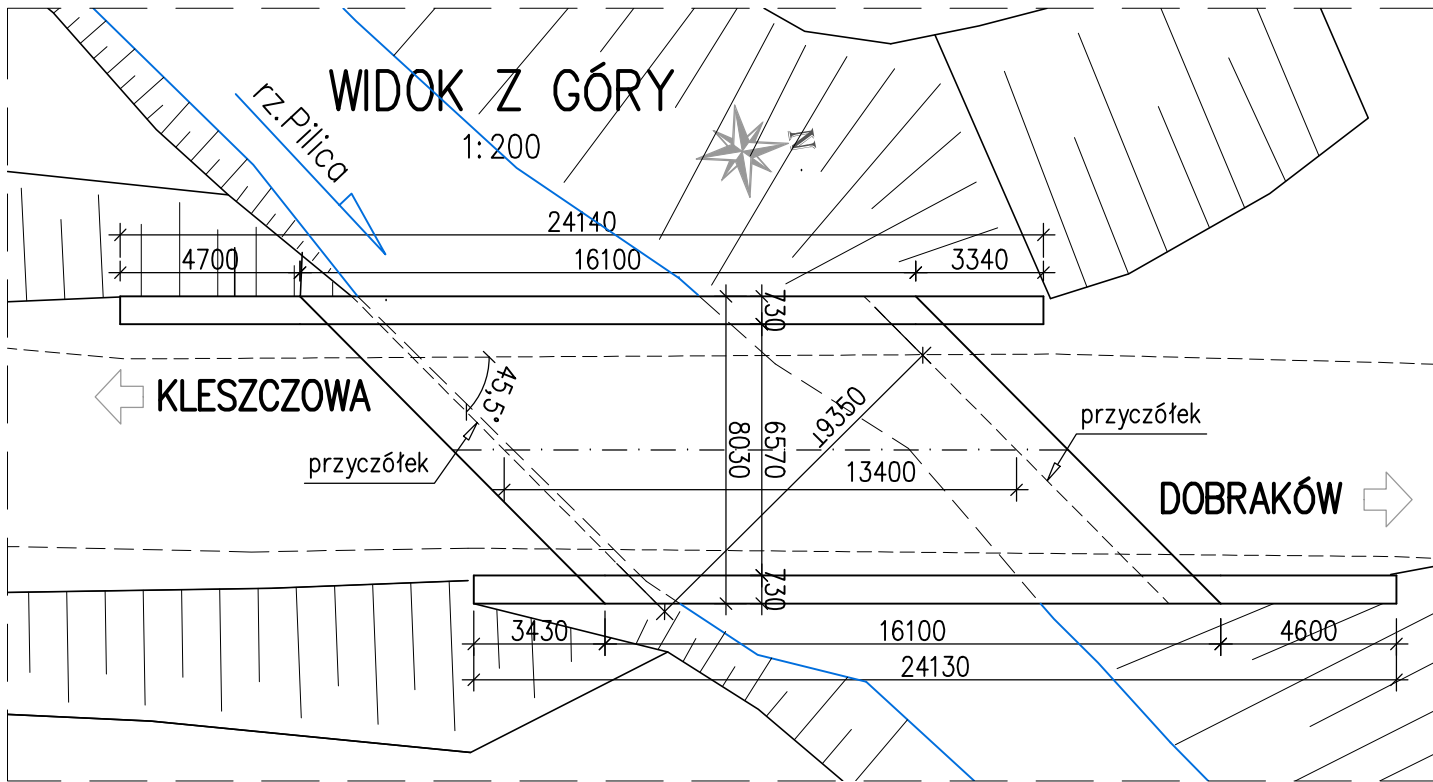 WIDOK Z GÓRY
1:200
rz.Pilica
N
24140
4700
16100
3340
730
KLESZCZOWA
45,5°
przyczółek
8030
6570
19350
13400
przyczółek
DOBRAKÓW
730
3430
16100
4600
24130